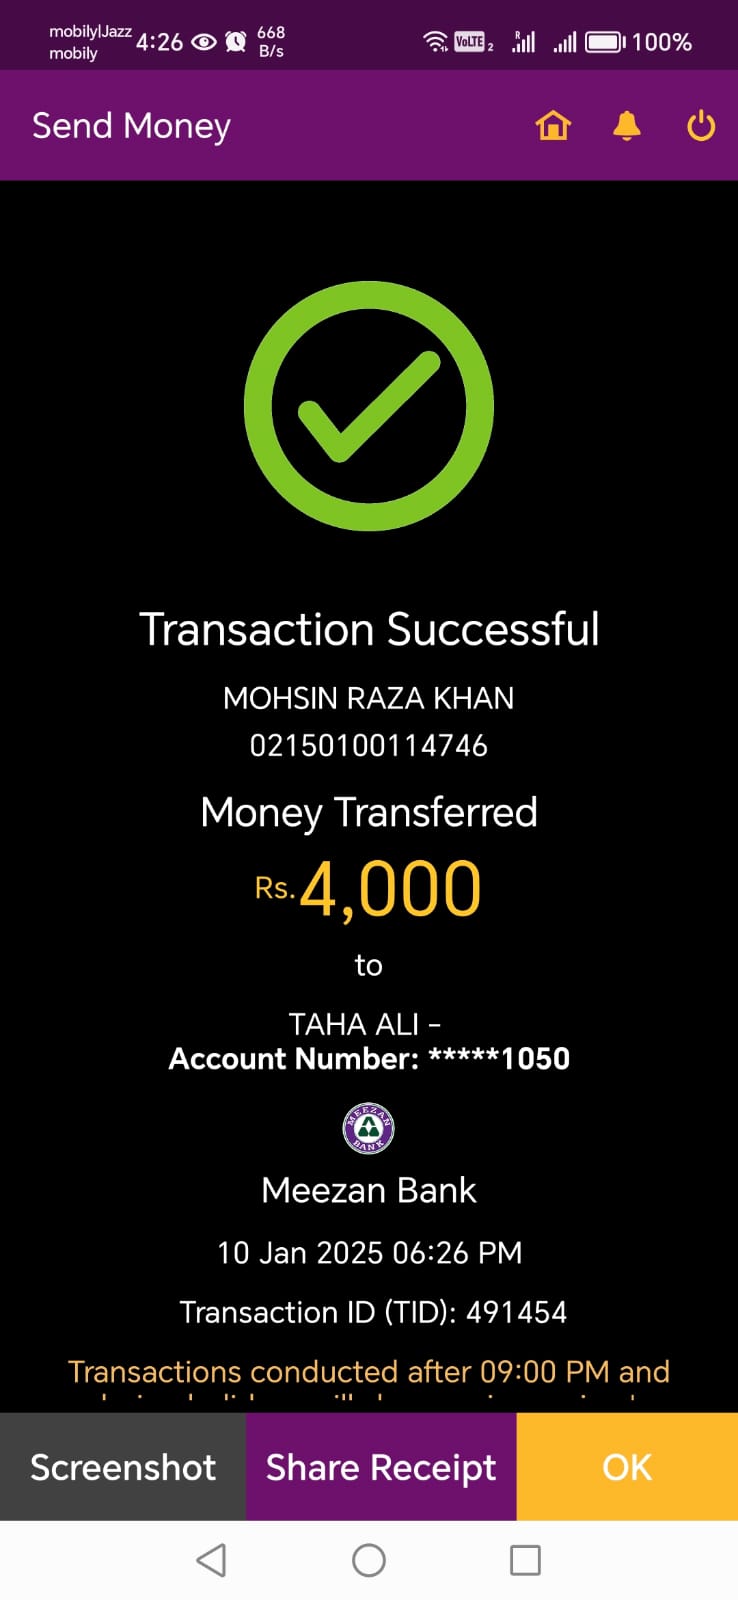 mobily|Jazz
mobily
4:26
668
B/s
VoLTE 2
R
100%
Send Money
Transaction Successful
MOHSIN RAZA KHAN
02150100114746
Money Transferred
Rs.4,000
to
TAHA ALI -
Account Number: *****1050
MEEZAN
BANK
Meezan Bank
10 Jan 2025 06:26 PM
Transaction ID (TID): 491454
Transactions conducted after 09:00 PM and
Screenshot
Share Receipt
OK